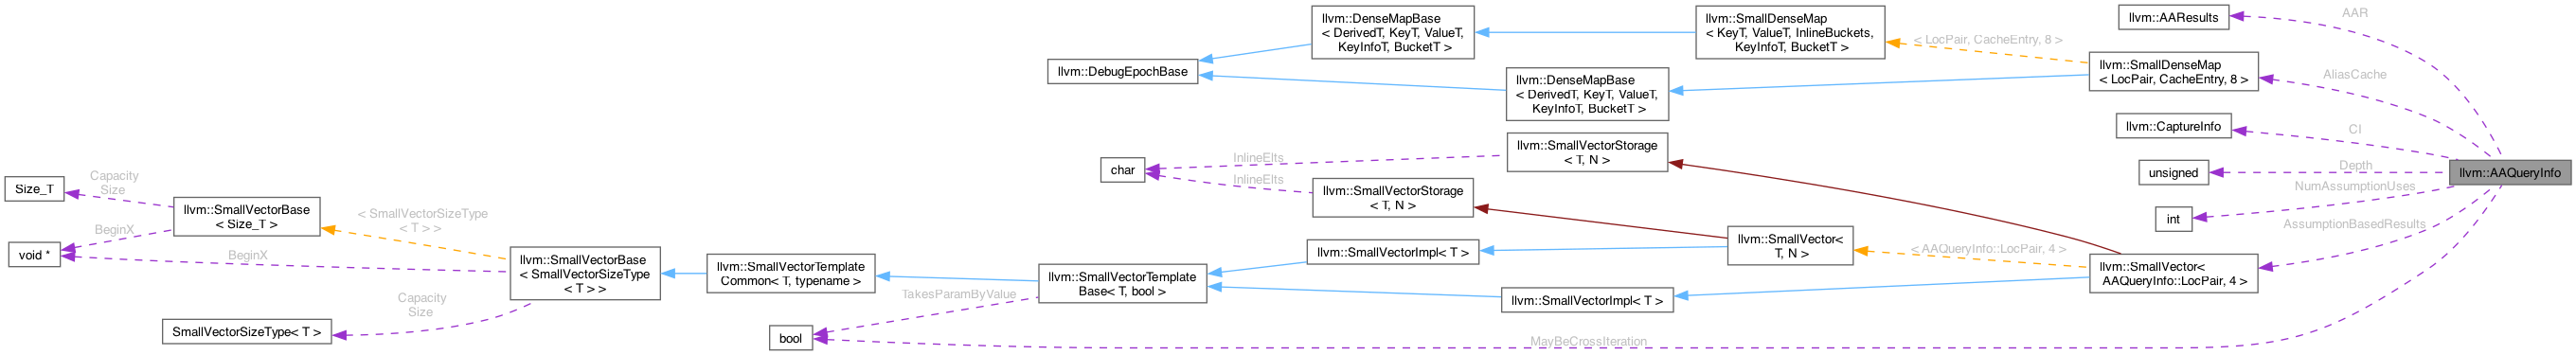 Size_T
void *
Capacity
Size
BeginX
llvm::SmallVectorBase
< Size_T >
SmallVectorSizeType< T >
< SmallVectorSizeType
< T > >
BeginX
Capacity
Size
llvm::SmallVectorBase
< SmallVectorSizeType
< T > >
llvm::SmallVectorTemplate
Common< T, typename >
bool
TakesParamByValue
llvm::SmallVectorTemplate
Base< T, bool >
llvm::DebugEpochBase
char
InlineElts
InlineElts
llvm::DenseMapBase
< DerivedT, KeyT, ValueT,
KeyInfoT, BucketT >
llvm::SmallVectorStorage
< T, N >
llvm::SmallVectorImpl< T >
llvm::DenseMapBase
< DerivedT, KeyT, ValueT,
KeyInfoT, BucketT >
llvm::SmallVectorStorage
< T, N >
llvm::SmallVectorImpl< T >
MayBeCrossIteration
llvm::SmallDenseMap
< KeyT, ValueT, InlineBuckets,
KeyInfoT, BucketT >
llvm::SmallVector<
T, N >
< LocPair, CacheEntry, 8 >
< AAQueryInfo::LocPair, 4 >
llvm::AAResults
llvm::SmallDenseMap
< LocPair, CacheEntry, 8 >
llvm::CaptureInfo
unsigned
int
llvm::SmallVector<
AAQueryInfo::LocPair, 4 >
AAR
AliasCache
CI
Depth
NumAssumptionUses
AssumptionBasedResults
llvm::AAQueryInfo